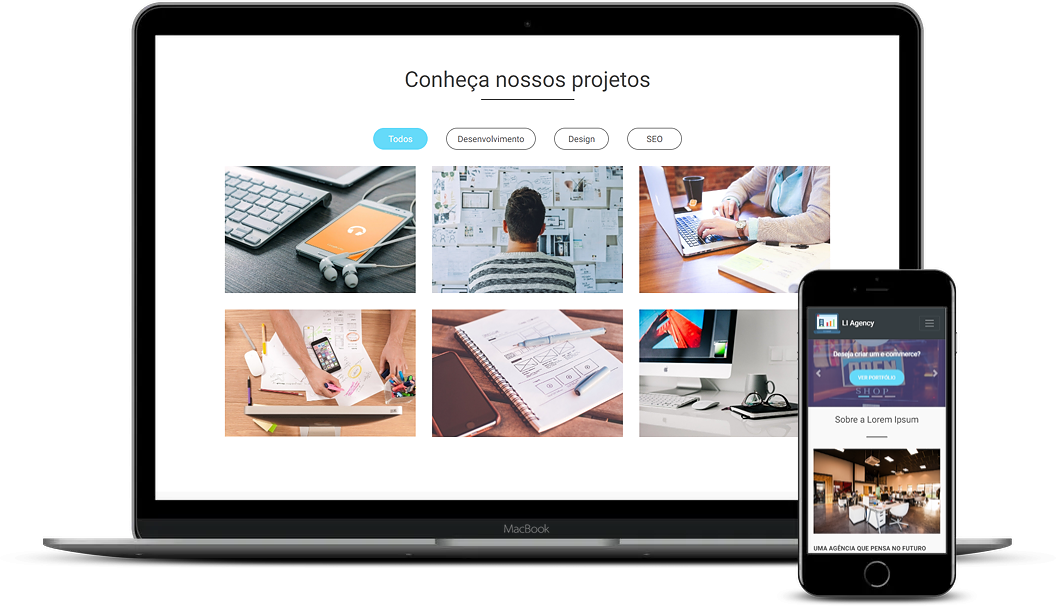 Conheça nossos projetos
Todos
Desenvolvimento
Design
SEO
MacBook
LI Agency
Deseja criar um e-commerce?
VER PORTFÓLIO
SHOP
Sobre a Lorem Ipsum
UMA AGÊNCIA QUE PENSA NO FUTURO